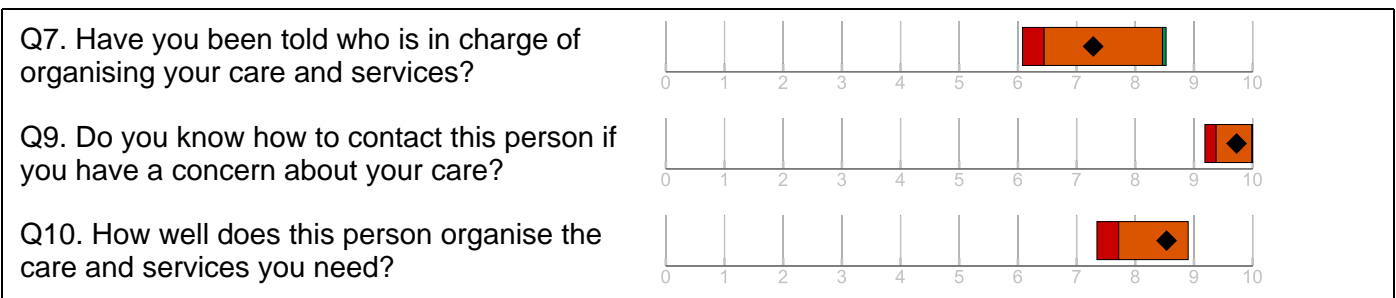 Q7. Have you been told who is in charge of
organising your care and services?
0 1 2 3 4 5 6 7 8 9 10
Q9. Do you know how to contact this person if
you have a concern about your care?
0 1 2 3 4 5 6 7 8 9 10
Q10. How well does this person organise the
care and services you need?
0 1 2 3 4 5 6 7 8 9 10